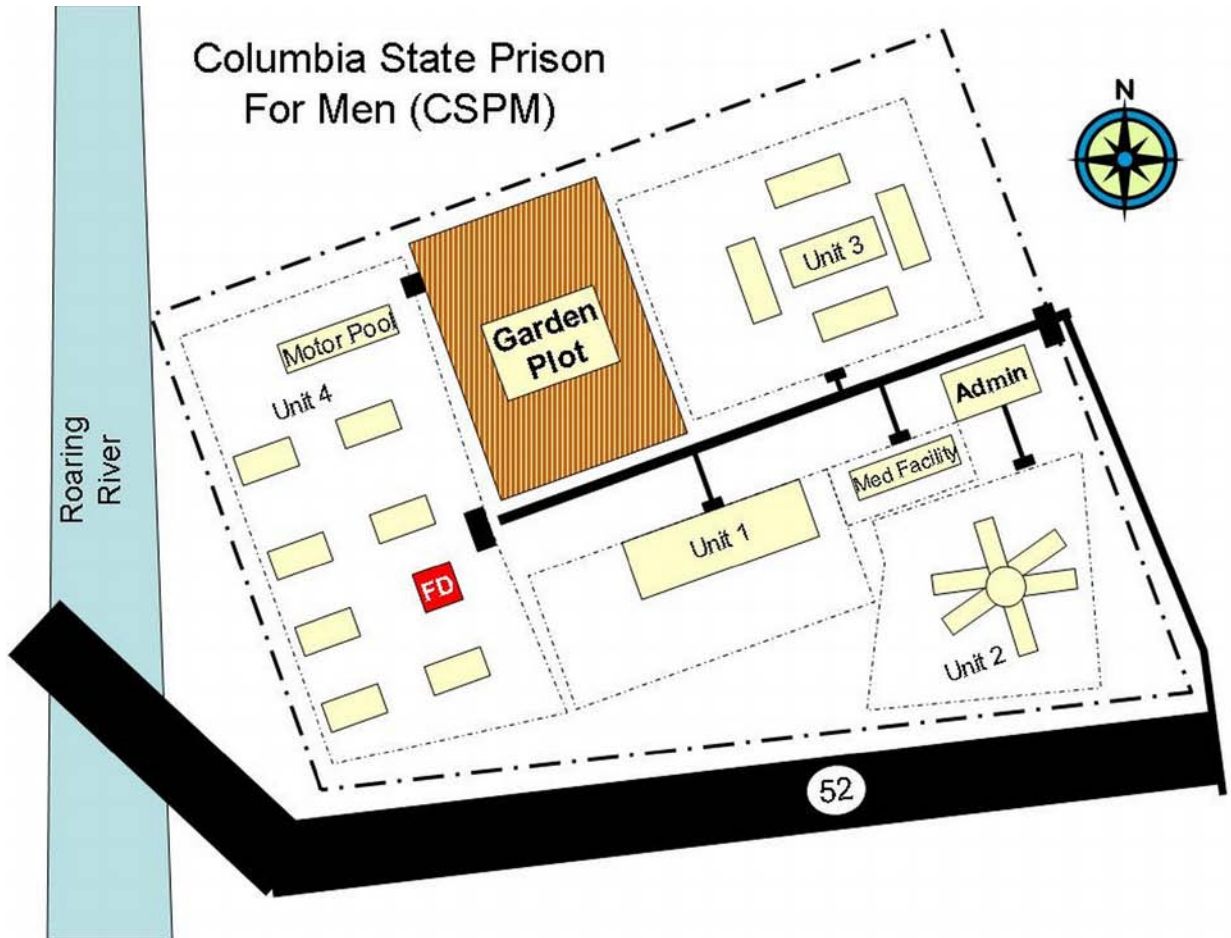 Columbia State Prison
For Men (CSPM)
N
Unit 3
Garden
Plot
Motor Pool
Unit 4
Admin
Roaring
River
Med Facility
Unit 1
FD
Unit 2
52